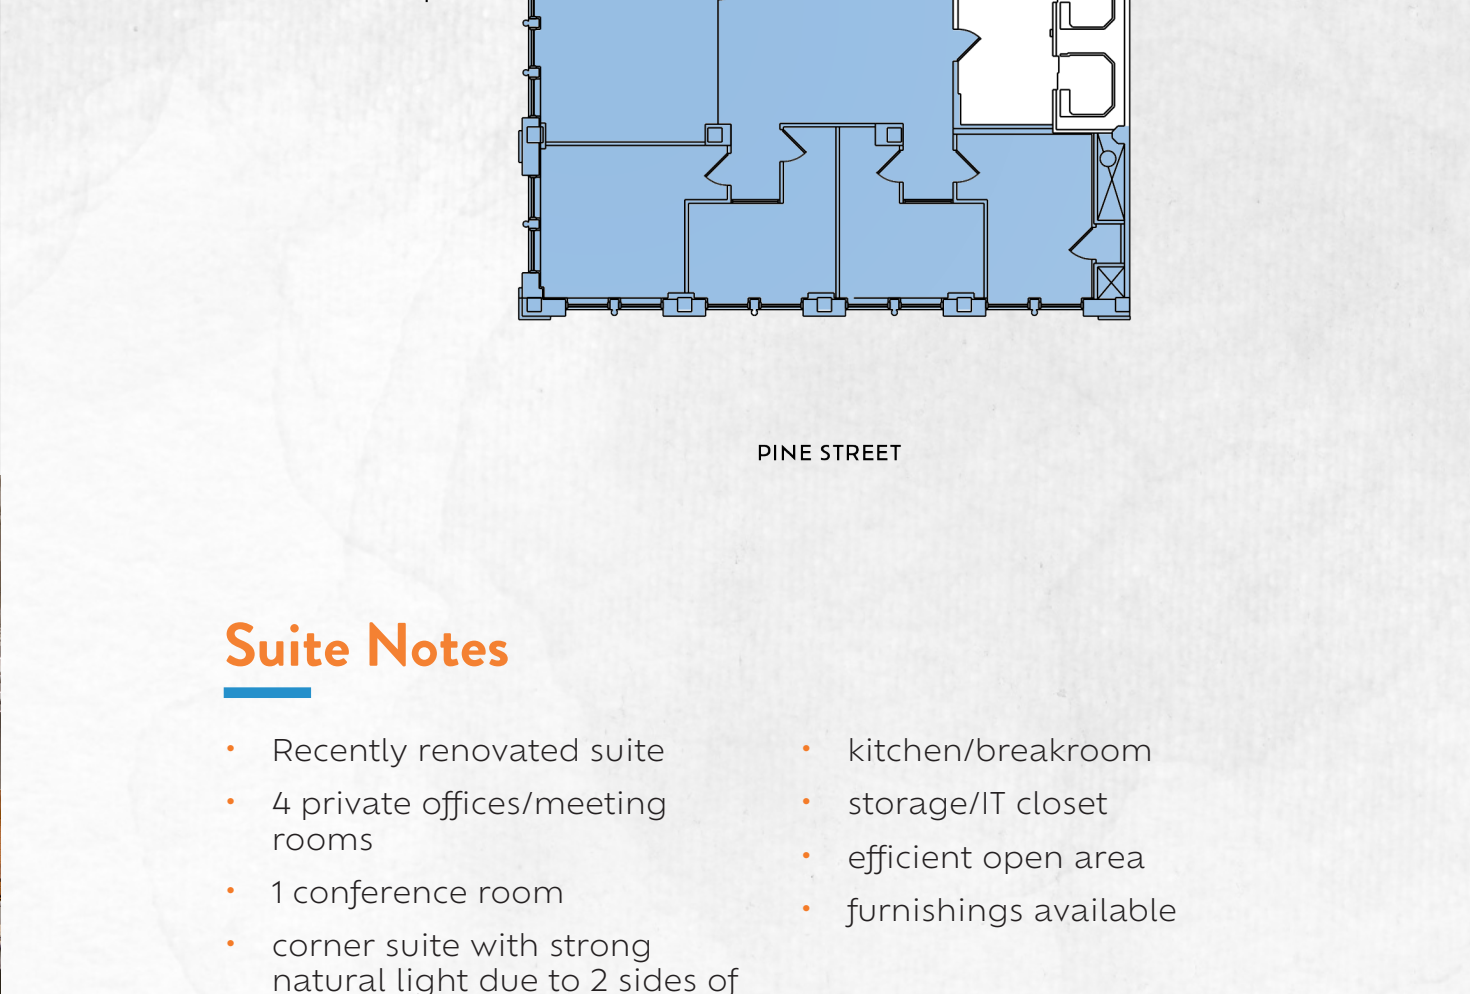 PINE STREET
Suite Notes
• Recently renovated suite
• 4 private offices/meeting
rooms
• 1 conference room
• corner suite with strong
natural light due to 2 sides of
• kitchen/breakroom
• storage/IT closet
• efficient open area
• furnishings available